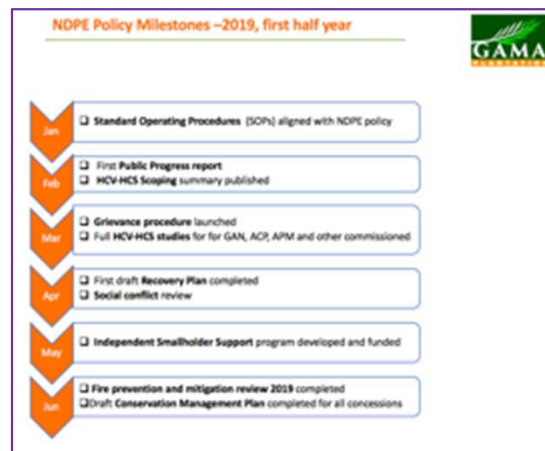 NDPE Policy Milestones –2019, first half year
GAMA
PLANTATION
Jan
❑ Standard Operating Procedures (SOPs) aligned with NDPE policy
Feb
❑ First Public Progress report
❑ HCV-HCS Scoping summary published
Mar
❑ Grievance procedure launched
❑ Full HCV-HCS studies for for GAN, ACP, APM and other commissioned
Apr
❑ First draft Recovery Plan completed
❑ Social conflict review
May
❑ Independent Smallholder Support program developed and funded
Jun
❑ Fire prevention and mitigation review 2019 completed
❑Draft Conservation Management Plan completed for all concessions